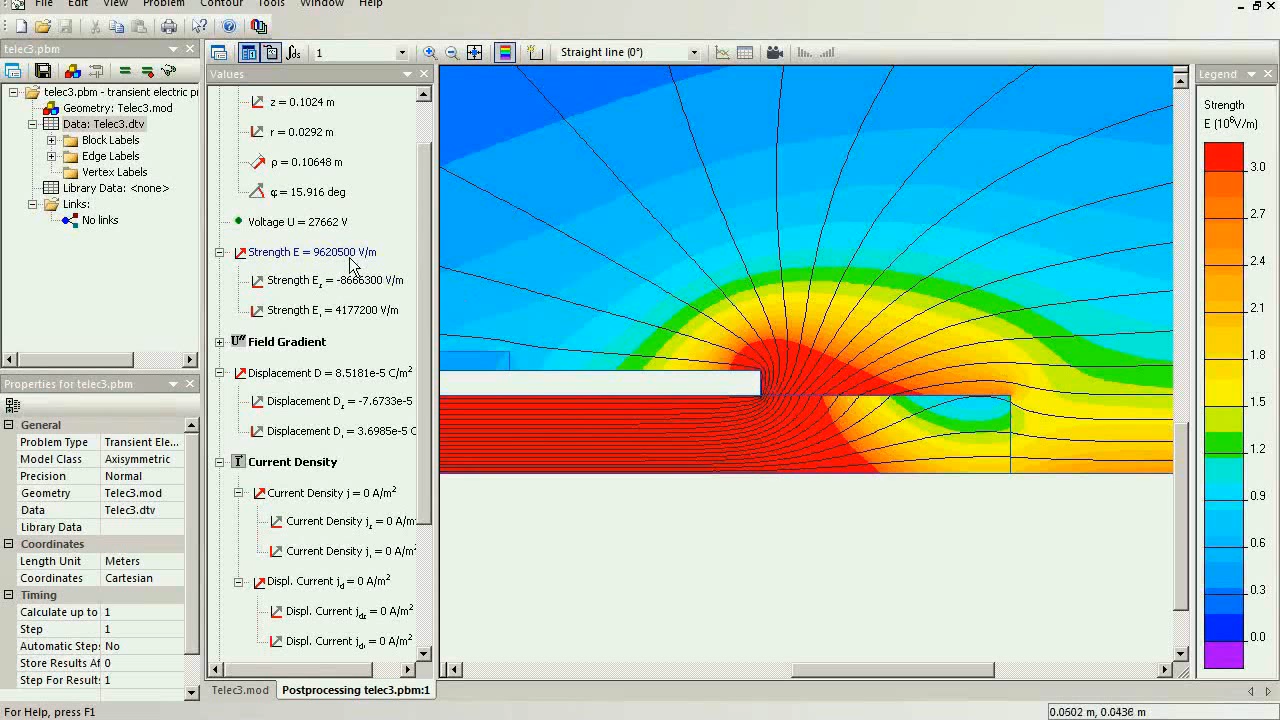 File Edit View Problem Contour Tools Window Help
1
Straight line (0°)
telec3.pbm
telec3.pbm - transient electric pr
Geometry: Telec3.mod
Data: Telec3.dtv
Block Labels
Edge Labels
Vertex Labels
Library Data: <none>
Links:
No links
Properties for telec3.pbm
General
Problem Type Transient Ele...
Model Class Axisymmetric
Precision Normal
Geometry Telec3.mod
Data Telec3.dtv
Library Data
Coordinates
Length Unit Meters
Coordinates Cartesian
Timing
Calculate up to 1
Step 1
Automatic Steps No
Store Results Af 0
Step For Results 1
Values
z = 0.1024 m
r = 0.0292 m
ρ = 0.10648 m
φ = 15.916 deg
Voltage U = 27662 V
Strength E = 9620500 V/m
Strength Ez = -8666300 V/m
Strength Er = 4177200 V/m
Field Gradient
Displacement D = 8.5181e-5 C/m²
Displacement Dz = -7.6733e-5
Displacement Dr = 3.6985e-5 C
Current Density
Current Density j = 0 A/m²
Current Density jz = 0 A/m
Current Density jr = 0 A/m²
Displ. Current jd = 0 A/m²
Displ. Current jdz = 0 A/m²
Displ. Current jdr = 0 A/m²
Telec3.mod Postprocessing telec3.pbm:1
Legend
Strength
E (10⁶V/m)
3.0
2.7
2.4
2.1
1.8
1.5
1.2
0.9
0.6
0.3
0.0
For Help, press F1
0.0602 m, 0.0436 m